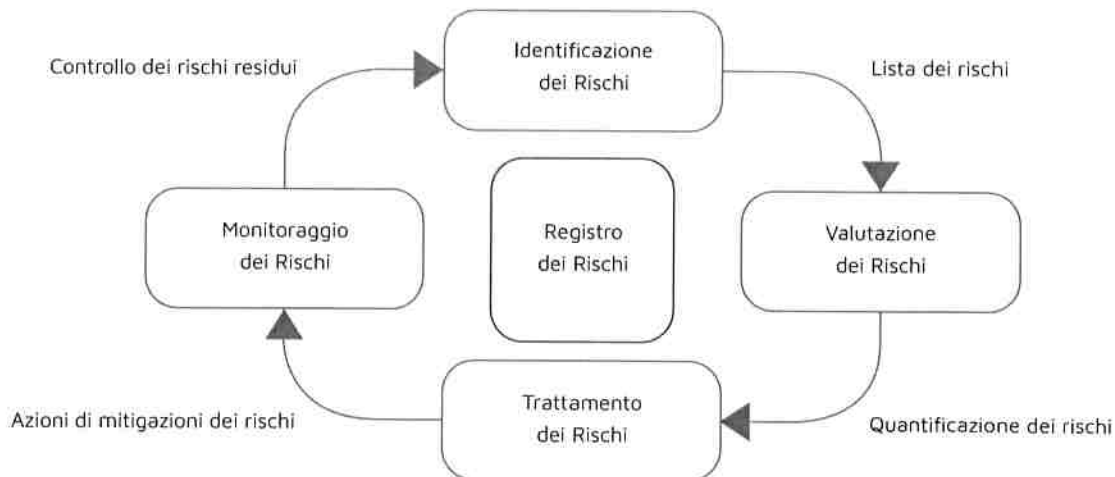 Identificazione
dei Rischi
Controllo dei rischi residui
Lista dei rischi
Monitoraggio
dei Rischi
Registro
dei Rischi
Valutazione
dei Rischi
Trattamento
dei Rischi
Azioni di mitigazioni dei rischi
Quantificazione dei rischi